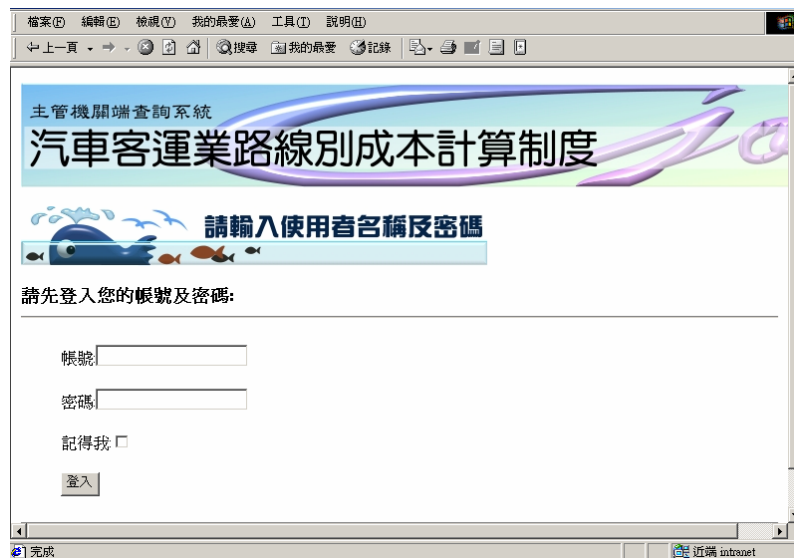 檔案(F) 編輯(E) 檢視(V) 我的最愛(A) 工具(T) 說明(H)
上一頁 搜尋 我的最愛 記錄
主管機關端查詢系統
汽車客運業路線別成本計算制度
請輸入使用者名稱及密碼
請先登入您的帳號及密碼:
帳號:
密碼:
記得我:
登入
完成 近端 intranet